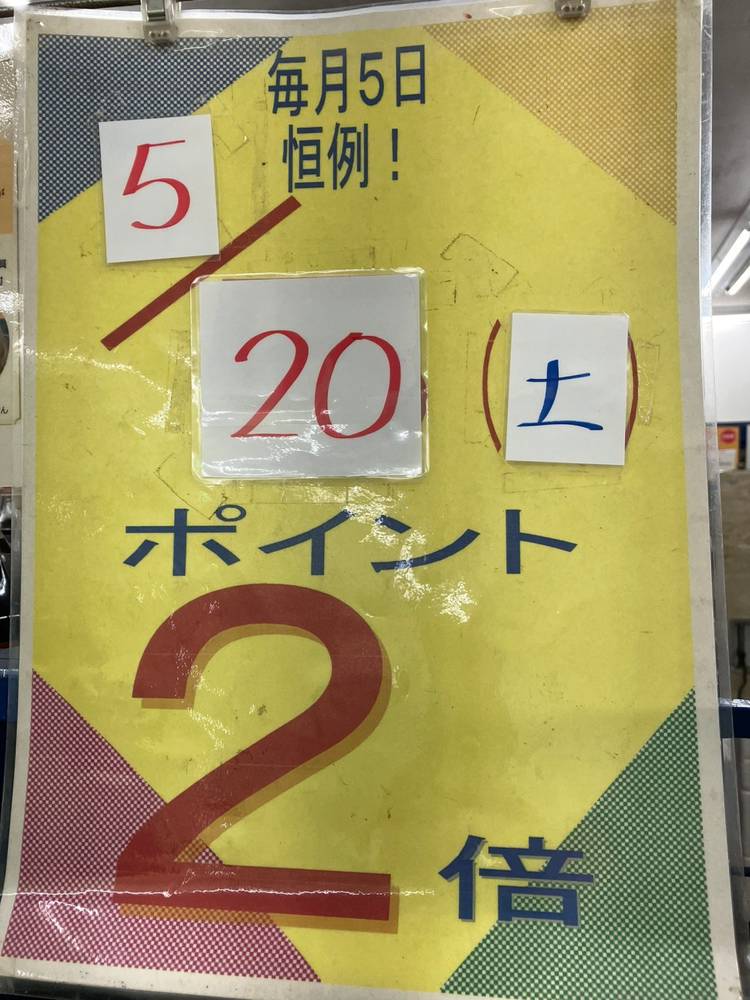 毎月5日
恒例！
5/20(土)
ポイント
2倍